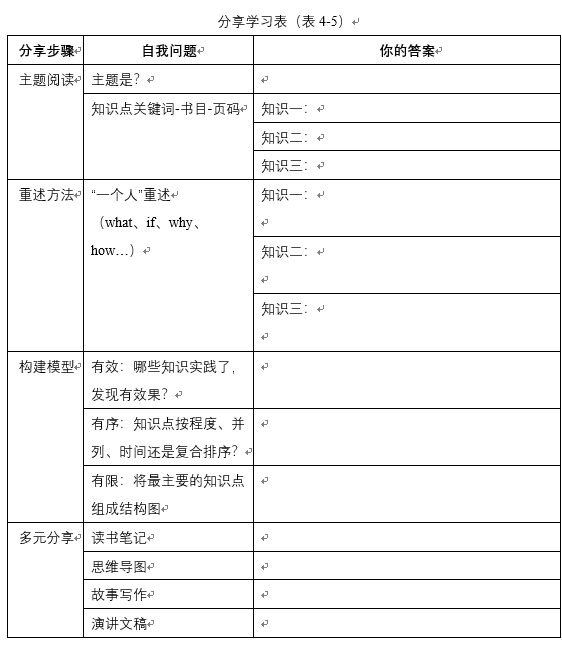 分享学习表（表 4-5）
分享步骤 自我问题 你的答案
主题阅读 主题是？
知识点关键词-书目-页码 知识一：
知识二：
知识三：
重述方法 “一个人”重述 知识一：
（what、if、why、
how…）
知识二：
知识三：
构建模型 有效：哪些知识实践了，
发现有效果？
有序：知识点按程度、并
列、时间还是复合排序？
有限：将最主要的知识点
组成结构图
多元分享 读书笔记
思维导图
故事写作
演讲文稿